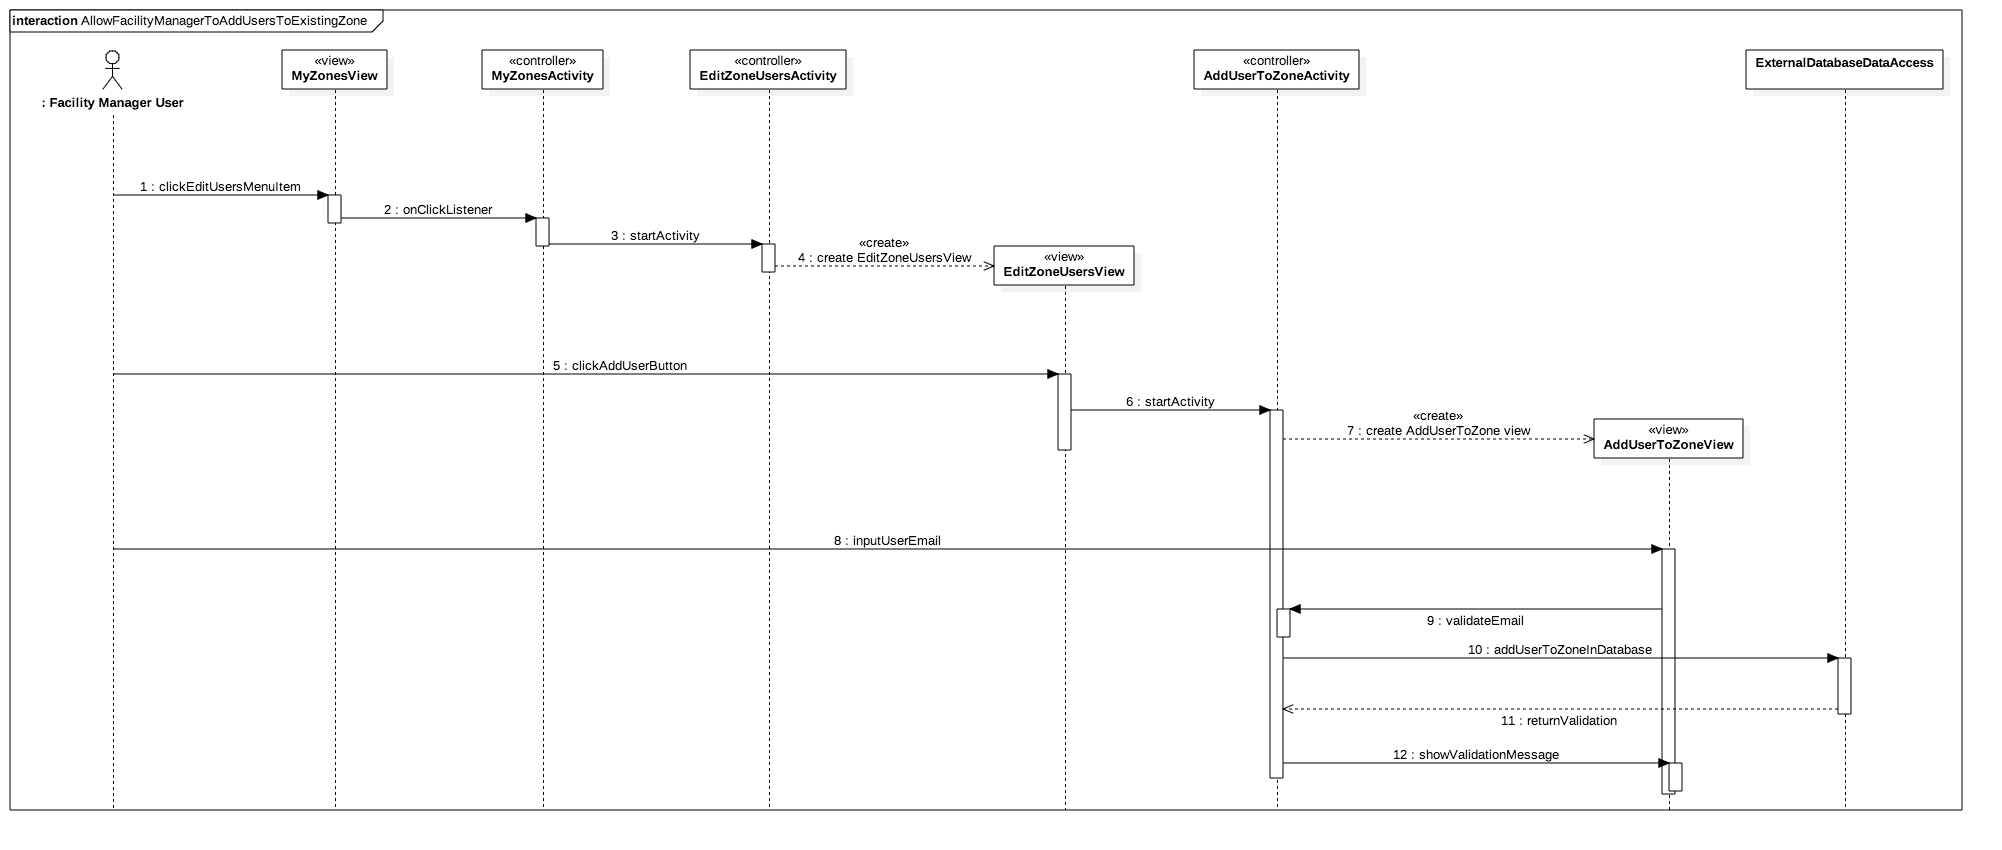 interaction AllowFacilityManagerToAddUsersToExistingZone
: Facility Manager User
«view»
MyZonesView
«controller»
MyZonesActivity
«controller»
EditZoneUsersActivity
«controller»
AddUserToZoneActivity
ExternalDatabaseDataAccess
1 : clickEditUsersMenuItem
2 : onClickListener
3 : startActivity
«create»
4 : create EditZoneUsersView
«view»
EditZoneUsersView
5 : clickAddUserButton
6 : startActivity
«create»
7 : create AddUserToZone view
«view»
AddUserToZoneView
8 : inputUserEmail
9 : validateEmail
10 : addUserToZoneInDatabase
11 : returnValidation
12 : showValidationMessage